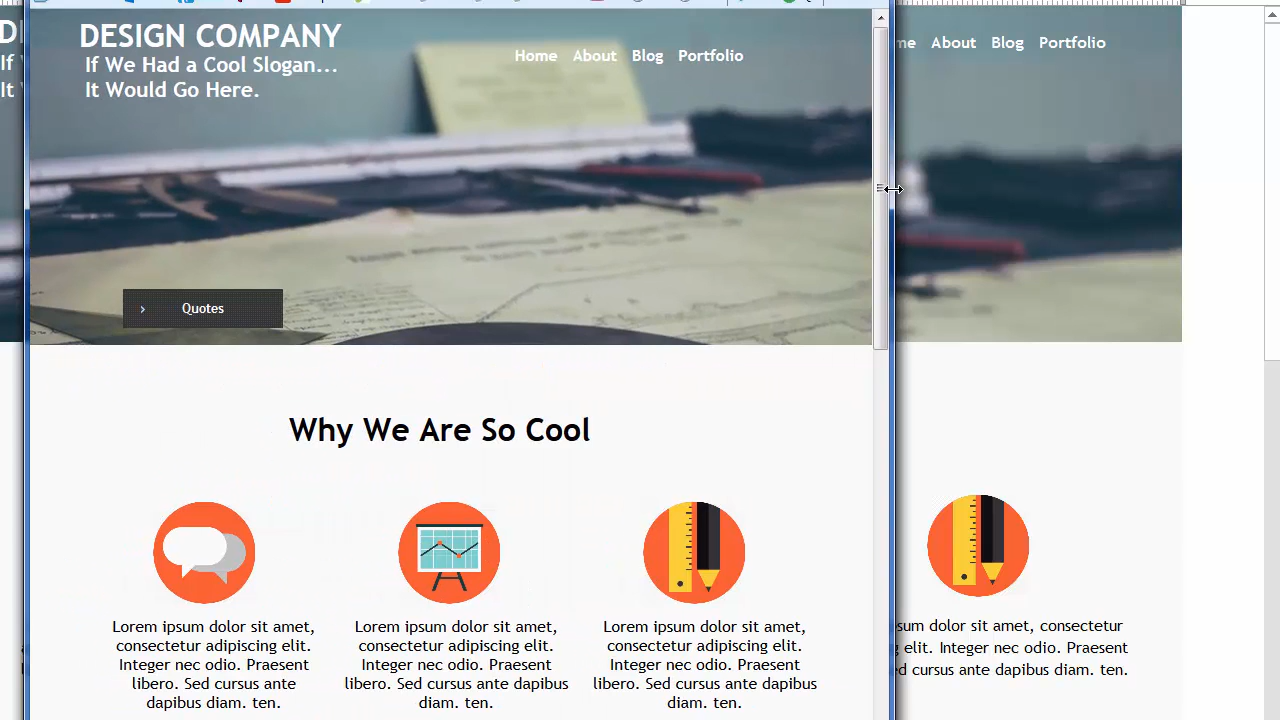 DESIGN COMPANY
If We Had a Cool Slogan...
It Would Go Here.
Home About Blog Portfolio
› Quotes
Why We Are So Cool
Lorem ipsum dolor sit amet,
consectetur adipiscing elit.
Integer nec odio. Praesent
libero. Sed cursus ante
dapibus diam. ten.
Lorem ipsum dolor sit amet,
consectetur adipiscing elit.
Integer nec odio. Praesent
libero. Sed cursus ante dapibus
diam. ten.
Lorem ipsum dolor sit amet,
consectetur adipiscing elit.
Integer nec odio. Praesent
libero. Sed cursus ante dapibus
diam. ten.
D
If
It
me About Blog Portfolio
sum dolor sit amet, consectetur
g elit. Integer nec odio. Praesent
ed cursus ante dapibus diam. ten.